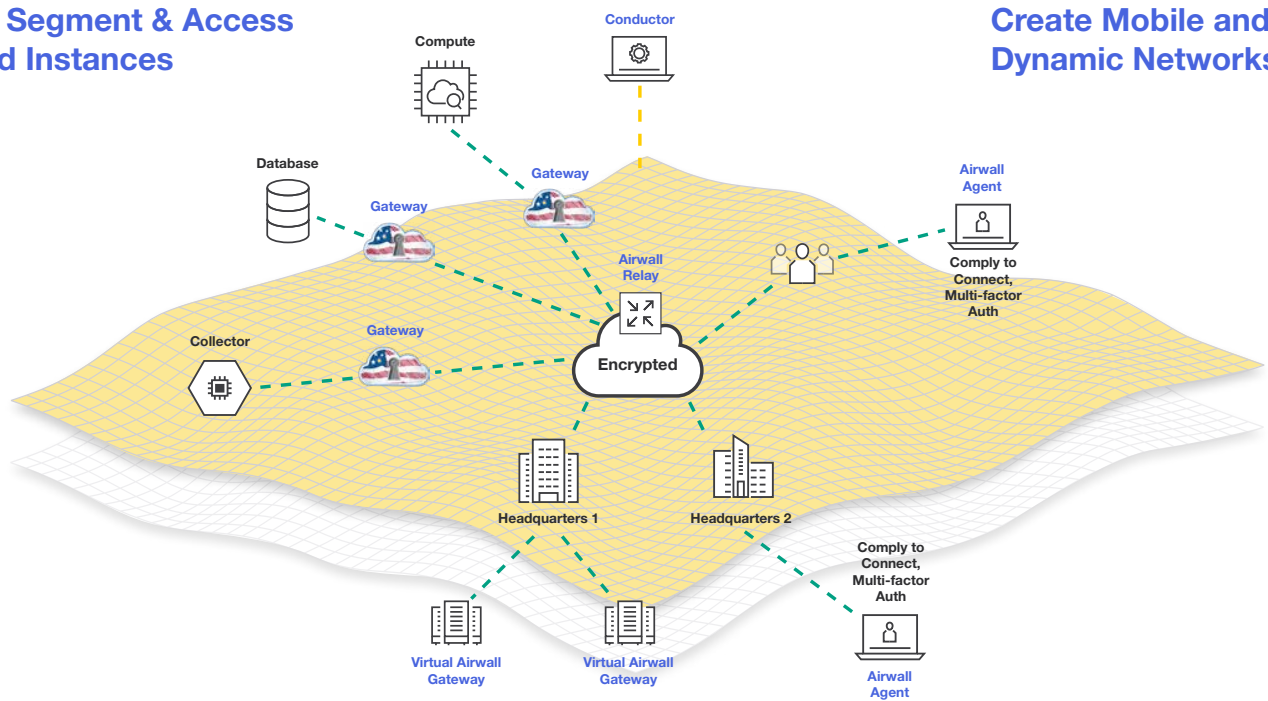 Segment & Access
d Instances
Create Mobile and
Dynamic Networks
Conductor
Compute
Database
Gateway
Gateway
Airwall
Agent
Comply to
Connect,
Multi-factor
Auth
Airwall
Relay
Encrypted
Collector
Gateway
Headquarters 1
Headquarters 2
Virtual Airwall
Gateway
Virtual Airwall
Gateway
Comply to
Connect,
Multi-factor
Auth
Airwall
Agent